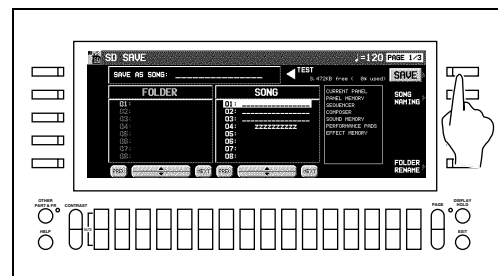 SD SAVE
♩=120 PAGE 1/3
SAVE AS SONG: _ _ _ _ _ _ _ _ _ _
TEST
3,472KB free ( 0% used)
SAVE
FOLDER
01:
02:
03:
04:
05:
06:
07:
08:
SONG
01:
02:
03:
04: ZZZZZZZZZZ
05:
06:
07:
08:
CURRENT PANEL
PANEL MEMORY
SEQUENCER
COMPOSER
SOUND MEMORY
PERFORMANCE PADS
EFFECT MEMORY
SONG
NAMING
FOLDER
RENAME
PREV NEXT PREV NEXT
OTHER
PART & FR
CONTRAST
HELP
PAGE
DISPLAY
HOLD
EXIT